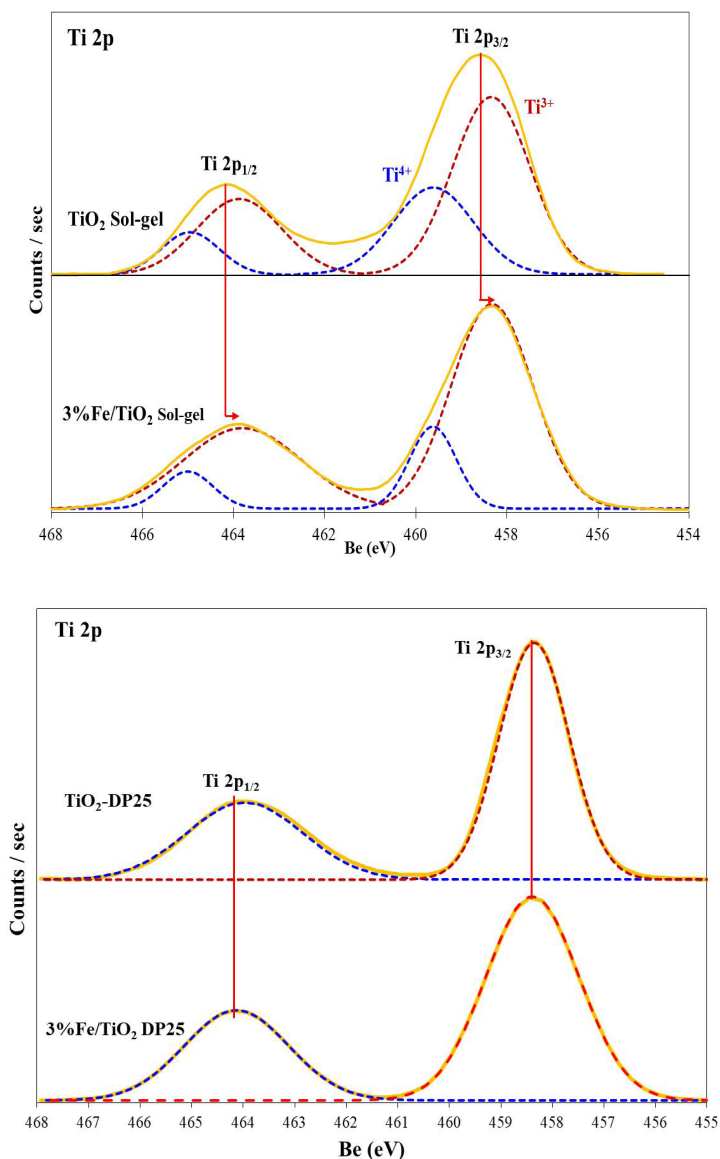 Ti 2p
Ti 2p3/2
Ti³⁺
Ti 2p1/2
Ti⁴⁺
TiO2 Sol-gel
Counts / sec
3%Fe/TiO2 Sol-gel
468 466 464 462 460 458 456 454
Be (eV)
Ti 2p
Ti 2p3/2
Ti 2p1/2
TiO2-DP25
Counts / sec
3%Fe/TiO2 DP25
468 467 466 465 464 463 462 461 460 459 458 457 456 455
Be (eV)